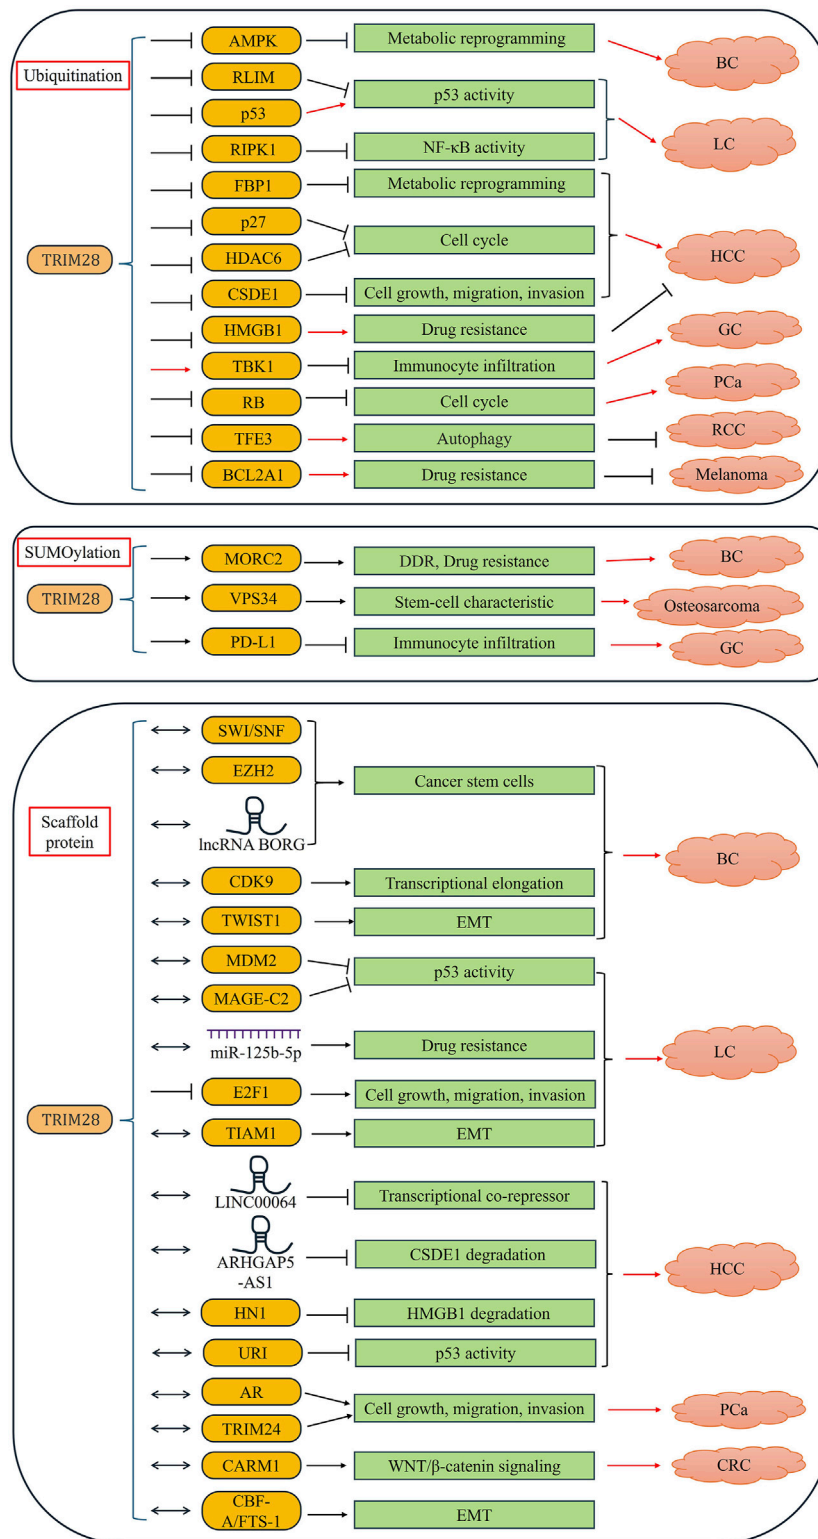 Ubiquitination
TRIM28
AMPK
Metabolic reprogramming
BC
RLIM
p53 activity
p53
LC
RIPK1
NF-κB activity
FBP1
Metabolic reprogramming
p27
Cell cycle
HCC
HDAC6
CSDE1
Cell growth, migration, invasion
HMGB1
Drug resistance
GC
TBK1
Immunocyte infiltration
PCa
RB
Cell cycle
RCC
TFE3
Autophagy
BCL2A1
Drug resistance
Melanoma
SUMOylation
TRIM28
MORC2
DDR, Drug resistance
BC
VPS34
Stem-cell characteristic
Osteosarcoma
PD-L1
Immunocyte infiltration
GC
Scaffold
protein
TRIM28
SWI/SNF
EZH2
Cancer stem cells
lncRNA BORG
BC
CDK9
Transcriptional elongation
TWIST1
EMT
MDM2
p53 activity
MAGE-C2
miR-125b-5p
Drug resistance
LC
E2F1
Cell growth, migration, invasion
TIAM1
EMT
LINC00064
Transcriptional co-repressor
ARHGAP5
-AS1
CSDE1 degradation
HCC
HN1
HMGB1 degradation
URI
p53 activity
AR
Cell growth, migration, invasion
PCa
TRIM24
CARM1
WNT/β-catenin signaling
CRC
CBF-
A/FTS-1
EMT